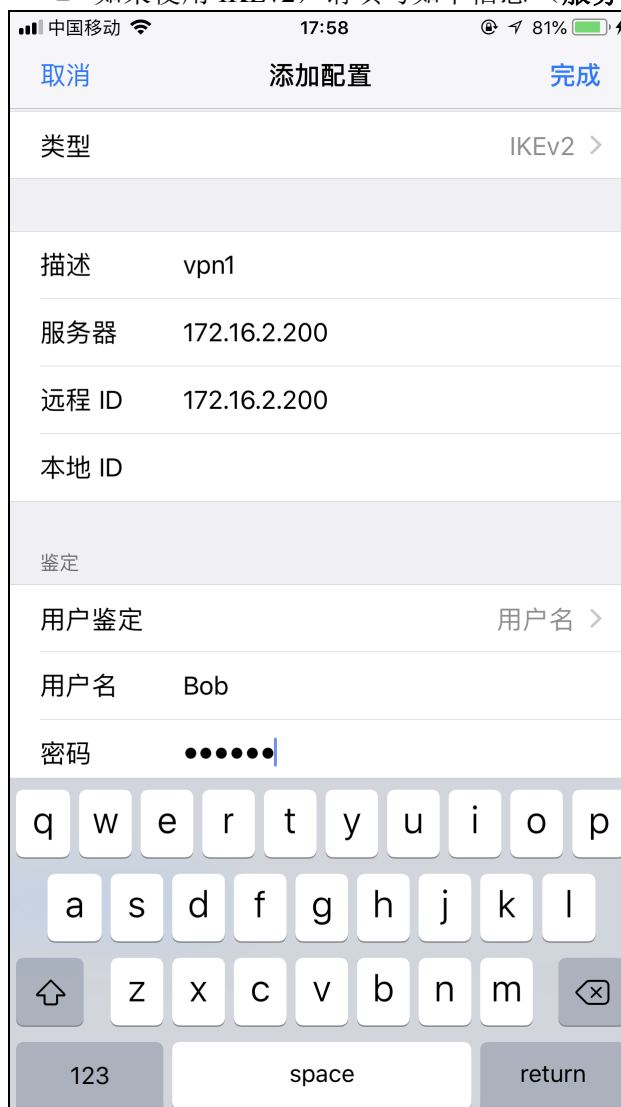 中国移动 17:58 81%
取消 添加配置 完成
类型 IKEv2
描述 vpn1
服务器 172.16.2.200
远程 ID 172.16.2.200
本地 ID
鉴定
用户鉴定 用户名
用户名 Bob
密码 ••••••
q w e r t y u i o p
a s d f g h j k l
z x c v b n m
123 space return